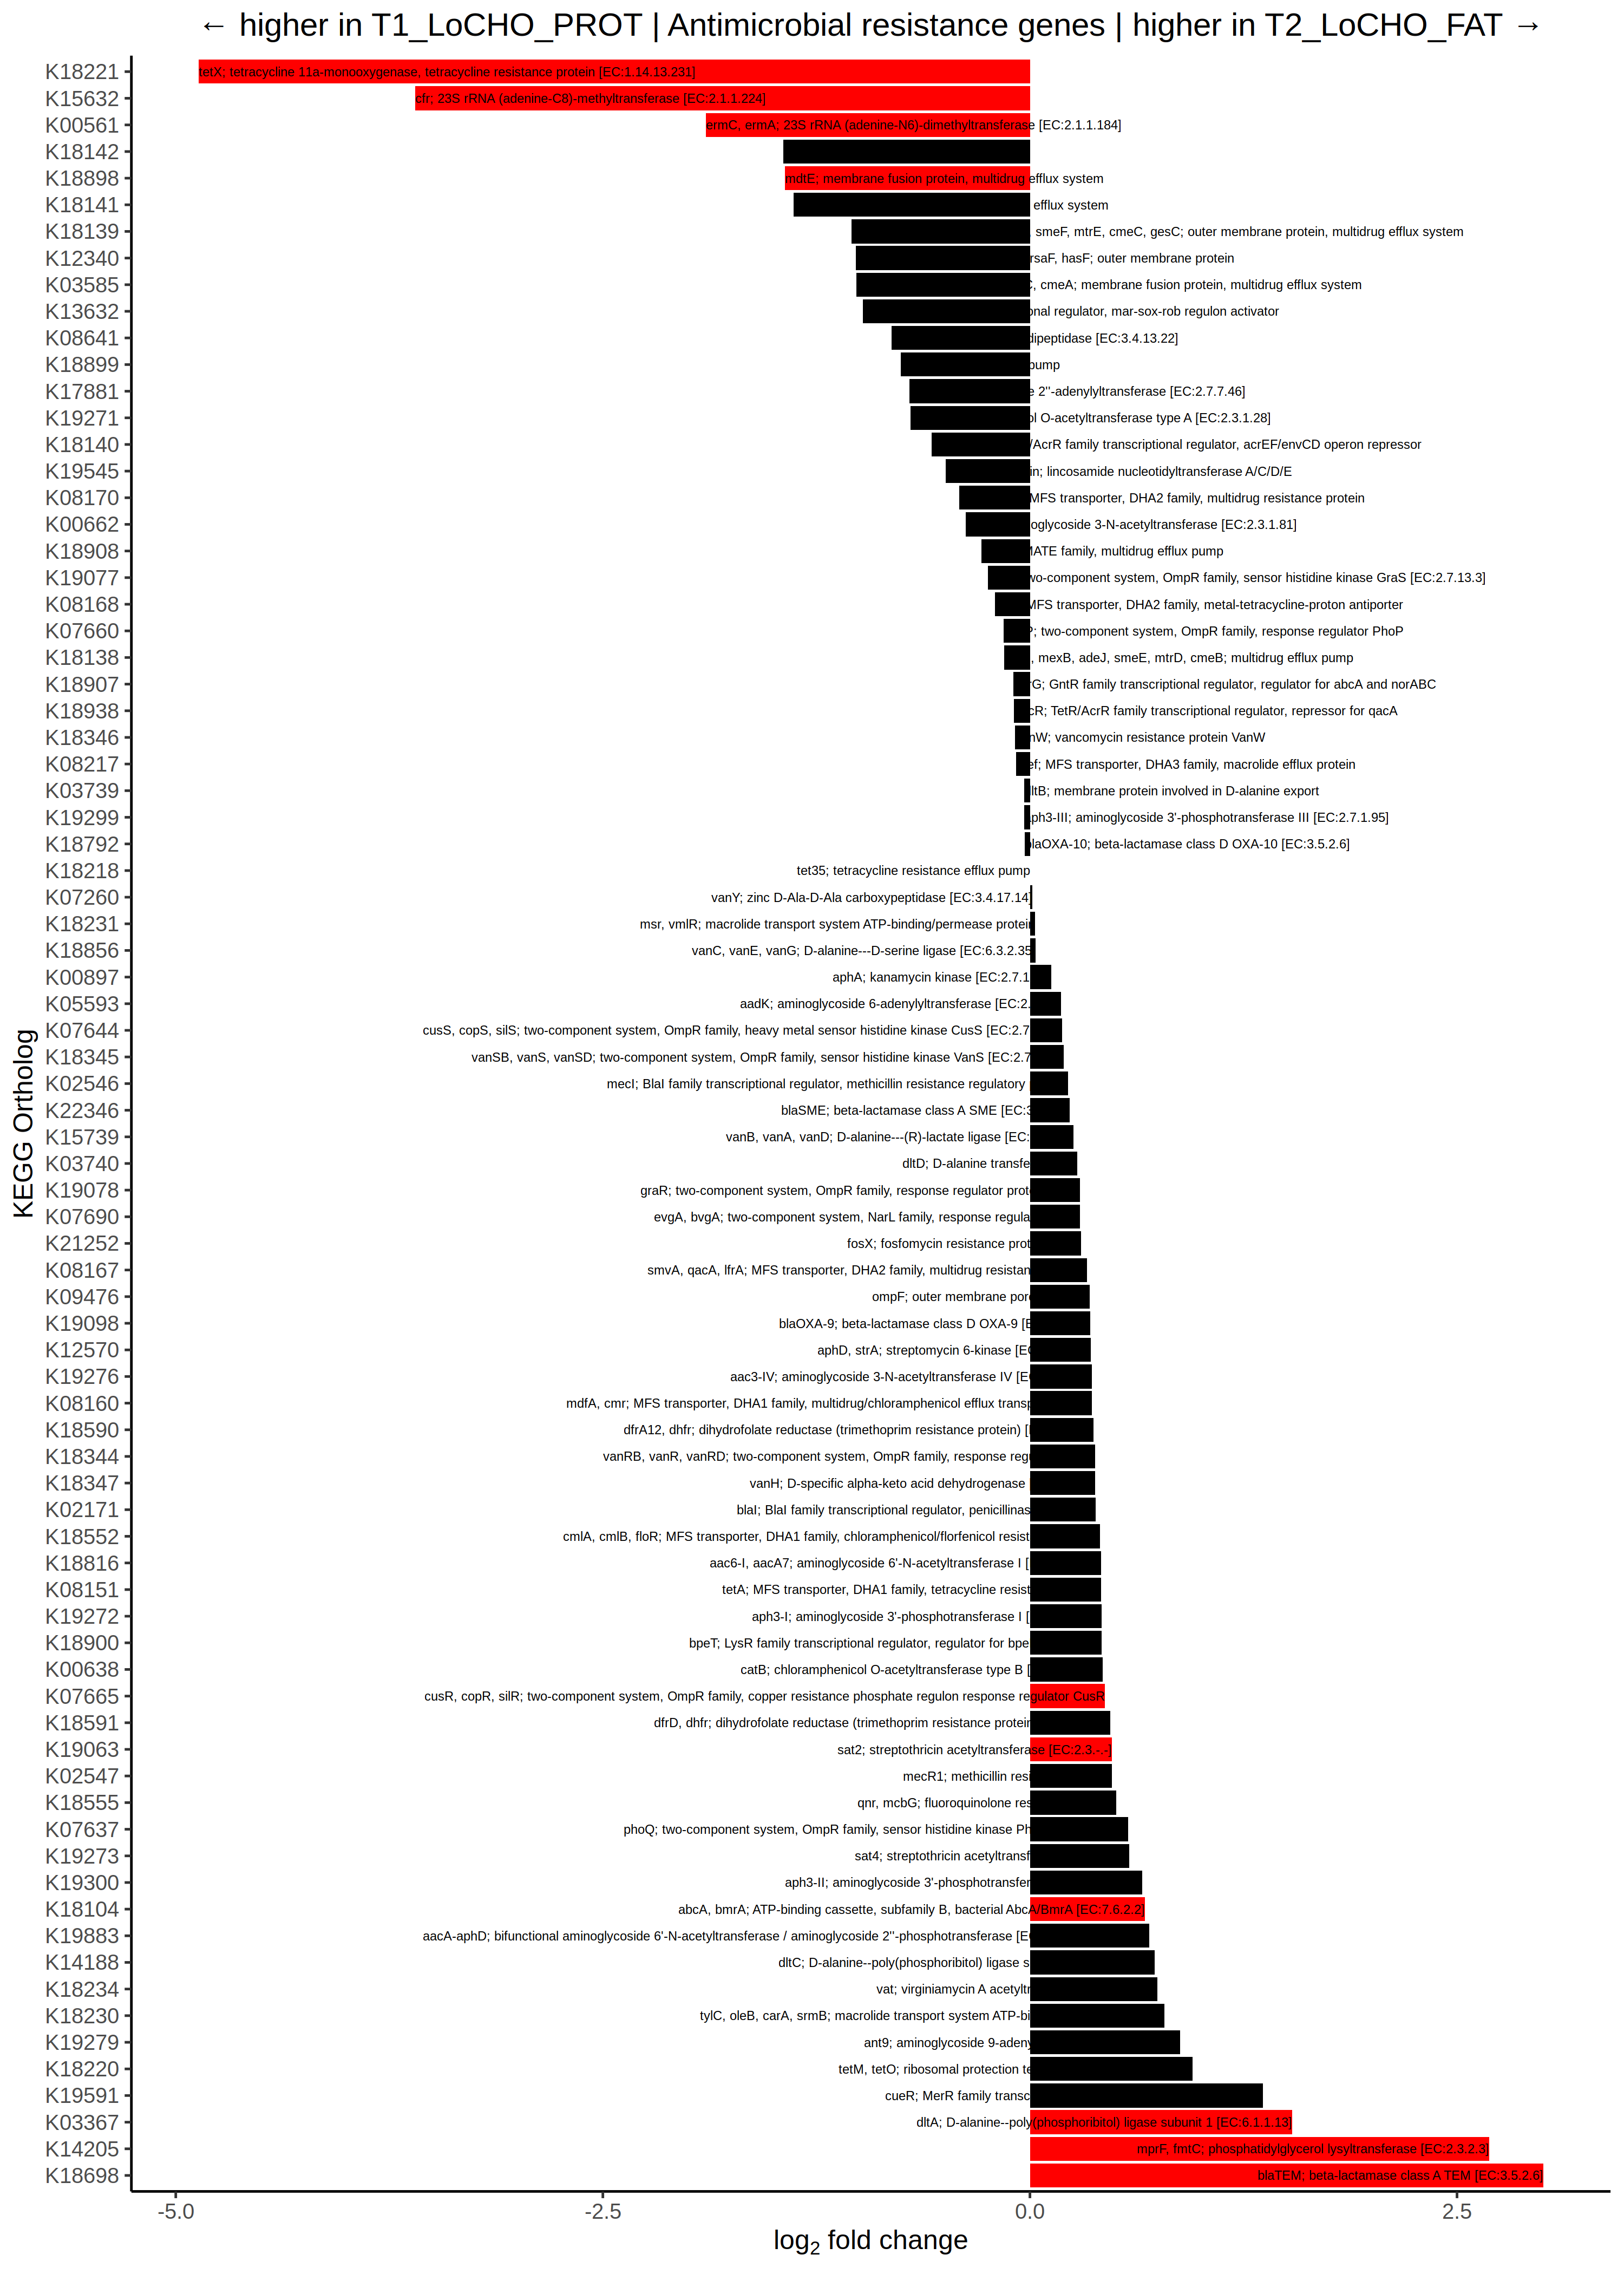 ← higher in T1_LoCHO_PROT | Antimicrobial resistance genes | higher in T2_LoCHO_FAT →
K18221 tetX; tetracycline 11a-monooxygenase, tetracycline resistance protein [EC:1.14.13.231]
K15632 cfr; 23S rRNA (adenine-C8)-methyltransferase [EC:2.1.1.224]
K00561 ermC, ermA; 23S rRNA (adenine-N6)-dimethyltransferase [EC:2.1.1.184]
K18142
K18898 mdtE; membrane fusion protein, multidrug efflux system
K18141 efflux system
K18139 , smeF, mtrE, cmeC, gesC; outer membrane protein, multidrug efflux system
K12340 rsaF, hasF; outer membrane protein
K03585 , cmeA; membrane fusion protein, multidrug efflux system
K13632 onal regulator, mar-sox-rob regulon activator
K08641 dipeptidase [EC:3.4.13.22]
K18899 pump
K17881 e 2''-adenylyltransferase [EC:2.7.7.46]
K19271 ol O-acetyltransferase type A [EC:2.3.1.28]
K18140 /AcrR family transcriptional regulator, acrEF/envCD operon repressor
K19545 in; lincosamide nucleotidyltransferase A/C/D/E
K08170 MFS transporter, DHA2 family, multidrug resistance protein
K00662 oglycoside 3-N-acetyltransferase [EC:2.3.1.81]
K18908 MATE family, multidrug efflux pump
K19077 wo-component system, OmpR family, sensor histidine kinase GraS [EC:2.7.13.3]
K08168 MFS transporter, DHA2 family, metal-tetracycline-proton antiporter
K07660 P; two-component system, OmpR family, response regulator PhoP
K18138 , mexB, adeJ, smeE, mtrD, cmeB; multidrug efflux pump
K18907 rG; GntR family transcriptional regulator, regulator for abcA and norABC
K18938 cR; TetR/AcrR family transcriptional regulator, repressor for qacA
K18346 nW; vancomycin resistance protein VanW
K08217 ef; MFS transporter, DHA3 family, macrolide efflux protein
K03739 ltB; membrane protein involved in D-alanine export
K19299 aph3-III; aminoglycoside 3'-phosphotransferase III [EC:2.7.1.95]
K18792 blaOXA-10; beta-lactamase class D OXA-10 [EC:3.5.2.6]
K18218 tet35; tetracycline resistance efflux pump
K07260 vanY; zinc D-Ala-D-Ala carboxypeptidase [EC:3.4.17.14]
K18231 msr, vmlR; macrolide transport system ATP-binding/permease protein
K18856 vanC, vanE, vanG; D-alanine---D-serine ligase [EC:6.3.2.35
K00897 aphA; kanamycin kinase [EC:2.7.1
K05593 aadK; aminoglycoside 6-adenylyltransferase [EC:2.
K07644 cusS, copS, silS; two-component system, OmpR family, heavy metal sensor histidine kinase CusS [EC:2.7
K18345 vanSB, vanS, vanSD; two-component system, OmpR family, sensor histidine kinase VanS [EC:2.7
K02546 mecI; BlaI family transcriptional regulator, methicillin resistance regulatory
K22346 blaSME; beta-lactamase class A SME [EC:3
K15739 vanB, vanA, vanD; D-alanine---(R)-lactate ligase [EC:
K03740 dltD; D-alanine transfe
K19078 graR; two-component system, OmpR family, response regulator prote
K07690 evgA, bvgA; two-component system, NarL family, response regula
K21252 fosX; fosfomycin resistance prot
K08167 smvA, qacA, lfrA; MFS transporter, DHA2 family, multidrug resistan
K09476 ompF; outer membrane pore
K19098 blaOXA-9; beta-lactamase class D OXA-9 [E
K12570 aphD, strA; streptomycin 6-kinase [EC
K19276 aac3-IV; aminoglycoside 3-N-acetyltransferase IV [E
K08160 mdfA, cmr; MFS transporter, DHA1 family, multidrug/chloramphenicol efflux transp
K18590 dfrA12, dhfr; dihydrofolate reductase (trimethoprim resistance protein) [
K18344 vanRB, vanR, vanRD; two-component system, OmpR family, response regu
K18347 vanH; D-specific alpha-keto acid dehydrogenase
K02171 blaI; BlaI family transcriptional regulator, penicillinas
K18552 cmlA, cmlB, floR; MFS transporter, DHA1 family, chloramphenicol/florfenicol resist
K18816 aac6-I, aacA7; aminoglycoside 6'-N-acetyltransferase I [
K08151 tetA; MFS transporter, DHA1 family, tetracycline resist
K19272 aph3-I; aminoglycoside 3'-phosphotransferase I [
K18900 bpeT; LysR family transcriptional regulator, regulator for bpe
K00638 catB; chloramphenicol O-acetyltransferase type B [
K07665 cusR, copR, silR; two-component system, OmpR family, copper resistance phosphate regulon response regulator CusR
K18591 dfrD, dhfr; dihydrofolate reductase (trimethoprim resistance protein
K19063 sat2; streptothricin acetyltransferase [EC:2.3.-.-]
K02547 mecR1; methicillin resi
K18555 qnr, mcbG; fluoroquinolone res
K07637 phoQ; two-component system, OmpR family, sensor histidine kinase Ph
K19273 sat4; streptothricin acetyltransf
K19300 aph3-II; aminoglycoside 3'-phosphotransfer
K18104 abcA, bmrA; ATP-binding cassette, subfamily B, bacterial AbcA/BmrA [EC:7.6.2.2]
K19883 aacA-aphD; bifunctional aminoglycoside 6'-N-acetyltransferase / aminoglycoside 2''-phosphotransferase [E
K14188 dltC; D-alanine--poly(phosphoribitol) ligase s
K18234 vat; virginiamycin A acetyltr
K18230 tylC, oleB, carA, srmB; macrolide transport system ATP-bi
K19279 ant9; aminoglycoside 9-adeny
K18220 tetM, tetO; ribosomal protection te
K19591 cueR; MerR family transc
K03367 dltA; D-alanine--poly(phosphoribitol) ligase subunit 1 [EC:6.1.1.13]
K14205 mprF, fmtC; phosphatidylglycerol lysyltransferase [EC:2.3.2.3]
K18698 blaTEM; beta-lactamase class A TEM [EC:3.5.2.6]
KEGG Ortholog
-5.0 -2.5 0.0 2.5
log2 fold change